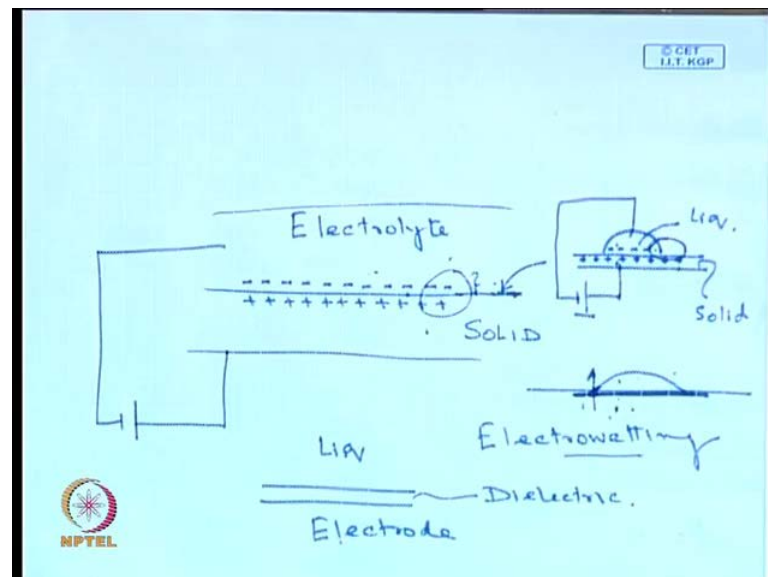 © CET
I.I.T. KGP
Electrolyte
Liq.
- - - - - - - - - -
+ + + + + + + + + +
SOLID
Solid
Electrowetting
Liq
Dielectric.
Electrode
NPTEL